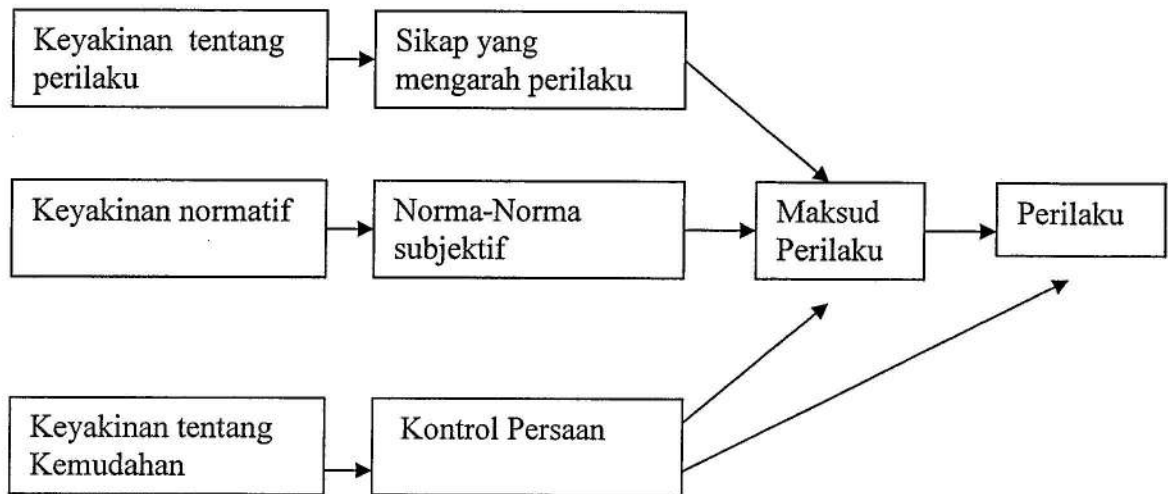 Keyakinan tentang
perilaku
Sikap yang
mengarah perilaku
Keyakinan normatif
Norma-Norma
subjektif
Maksud
Perilaku
Perilaku
Keyakinan tentang
Kemudahan
Kontrol Persaan